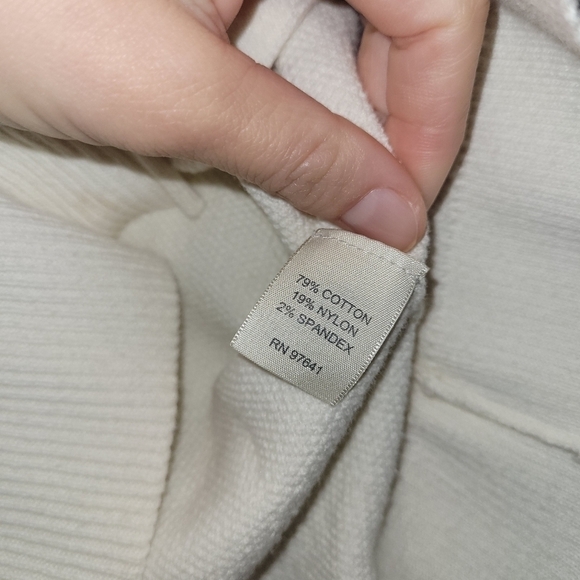 79% COTTON
19% NYLON
2% SPANDEX
RN 97641